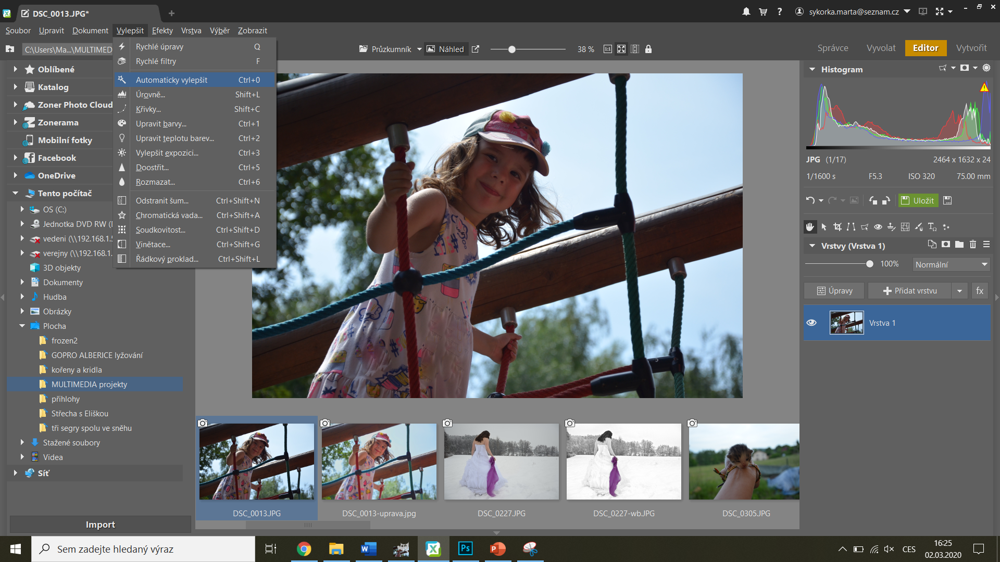 DSC_0013.JPG*
sykorka.marta@seznam.cz
Soubor Upravit Dokument Vylepšit Efekty Vrstva Výběr Zobrazit
C:\Users\Ma...\MULTIMED
Průzkumník Náhled 38 %
Správce Vyvolat Editor Vytvořit
Rychlé úpravy Q
Rychlé filtry F
Automaticky vylepšit Ctrl+0
Úrovně... Shift+L
Křivky... Shift+C
Upravit barvy... Ctrl+1
Upravit teplotu barev... Ctrl+2
Vylepšit expozici... Ctrl+3
Doostřit... Ctrl+5
Rozmazat... Ctrl+6
Odstranit šum... Ctrl+Shift+N
Chromatická vada... Ctrl+Shift+A
Soudkovitost... Ctrl+Shift+D
Vinětace... Ctrl+Shift+G
Řádkový proklad... Ctrl+Shift+L
Oblíbené
Katalog
Zoner Photo Cloud
Zonerama
Mobilní fotky
Facebook
OneDrive
Tento počítač
OS (C:)
Jednotka DVD RW (
vedeni (\\192.168.1.5
verejny (\\192.168.1.
3D objekty
Dokumenty
Hudba
Obrázky
Plocha
frozen2
GOPRO ALBERICE lyžování
kořeny a kridla
MULTIMEDIA projekty
přihlohy
Střecha s Eliškou
tři segry spolu ve sněhu
Stažené soubory
Videa
Síť
Import
Histogram
JPG (1/17) 2464 x 1632 x 24
1/1600 s F5.3 ISO 320 75.00 mm
Uložit
Vrstvy (Vrstva 1)
100% Normální
Úpravy Přidat vrstvu fx
Vrstva 1
DSC_0013.JPG DSC_0013-uprava.jpg DSC_0227.JPG DSC_0227-wb.JPG DSC_0305.JPG
Sem zadejte hledaný výraz
CES
16:25
02.03.2020